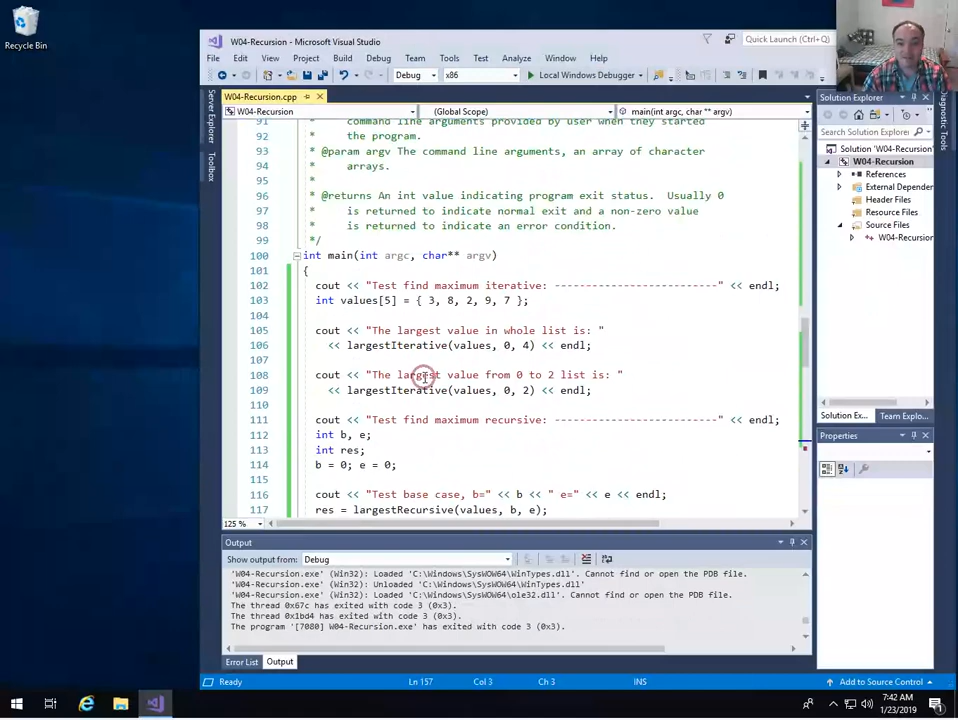 Recycle Bin
W04-Recursion - Microsoft Visual Studio
Quick Launch (Ctrl
File Edit View Project Build Debug Team Tools Test Analyze Window Help
Debug x86 Local Windows Debugger
Server Explorer
Toolbox
W04-Recursion.cpp
W04-Recursion (Global Scope) main(int argc, char ** argv)
91 * command line arguments provided by user when they started
92 * the program.
93 * @param argv The command line arguments, an array of character
94 * arrays.
95 *
96 * @returns An int value indicating program exit status. Usually 0
97 * is returned to indicate normal exit and a non-zero value
98 * is returned to indicate an error condition.
99 */
100 int main(int argc, char** argv)
101 {
102 cout << "Test find maximum iterative: --------------------------" << endl;
103 int values[5] = { 3, 8, 2, 9, 7 };
104
105 cout << "The largest value in whole list is: "
106 << largestIterative(values, 0, 4) << endl;
107
108 cout << "The largest value from 0 to 2 list is: "
109 << largestIterative(values, 0, 2) << endl;
110
111 cout << "Test find maximum recursive: --------------------------" << endl;
112 int b, e;
113 int res;
114 b = 0; e = 0;
115
116 cout << "Test base case, b=" << b << " e=" << e << endl;
117 res = largestRecursive(values, b, e);
125 %
Output
Show output from: Debug
'W04-Recursion.exe' (Win32): Loaded 'C:\Windows\SysWOW64\WinTypes.dll'. Cannot find or open the PDB file.
'W04-Recursion.exe' (Win32): Unloaded 'C:\Windows\SysWOW64\WinTypes.dll'
'W04-Recursion.exe' (Win32): Loaded 'C:\Windows\SysWOW64\ole32.dll'. Cannot find or open the PDB file.
The thread 0x67c has exited with code 3 (0x3).
The thread 0x1bd4 has exited with code 3 (0x3).
The program '[7080] W04-Recursion.exe' has exited with code 3 (0x3).
Error List Output
Solution Explorer
Search Solution Explorer
Solution 'W04-Recursion'
W04-Recursion
References
External Depender
Header Files
Resource Files
Source Files
W04-Recursion
Solution Ex... Team Explo...
Properties
Diagnostic Tools
Ready Ln 157 Col 3 Ch 3 INS Add to Source Control
7:42 AM
1/23/2019
1